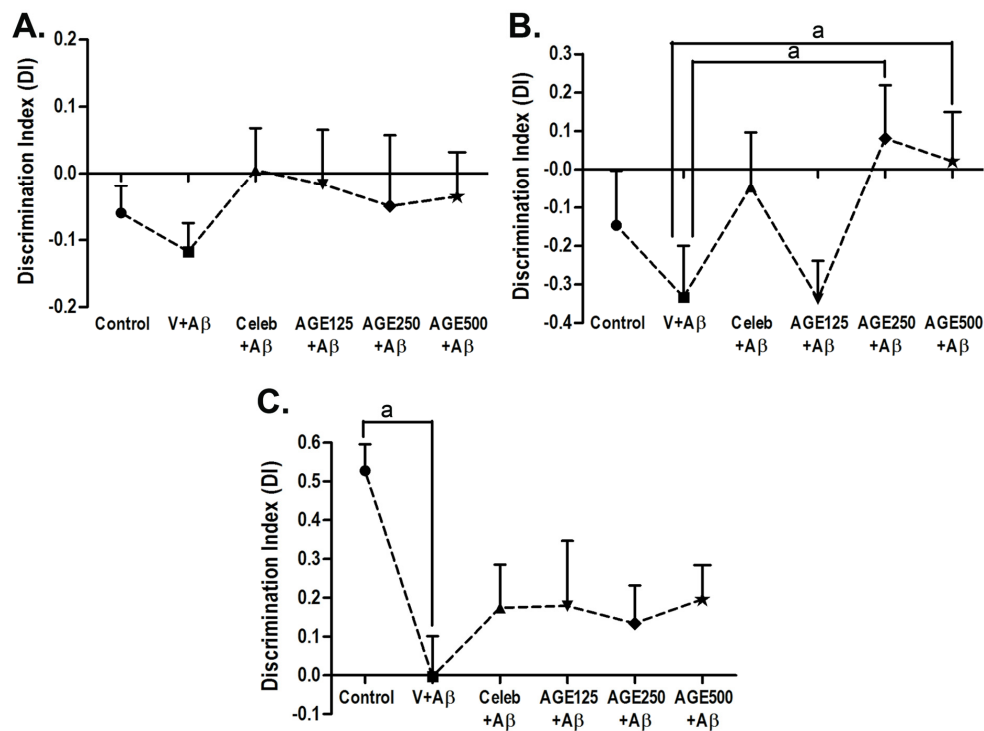 A.
Discrimination Index (DI)
0.2
0.1
0.0
-0.1
-0.2
Control V+Aβ Celeb AGE125 AGE250 AGE500
+Aβ +Aβ +Aβ +Aβ
B.
a
a
Discrimination Index (DI)
0.3
0.2
0.1
-0.0
-0.1
-0.2
-0.3
-0.4
Control V+Aβ Celeb AGE125 AGE250 AGE500
+Aβ +Aβ +Aβ +Aβ
C.
a
Discrimination Index (DI)
0.6
0.5
0.4
0.3
0.2
0.1
0.0
-0.1
Control V+Aβ Celeb AGE125 AGE250 AGE500
+Aβ +Aβ +Aβ +Aβ